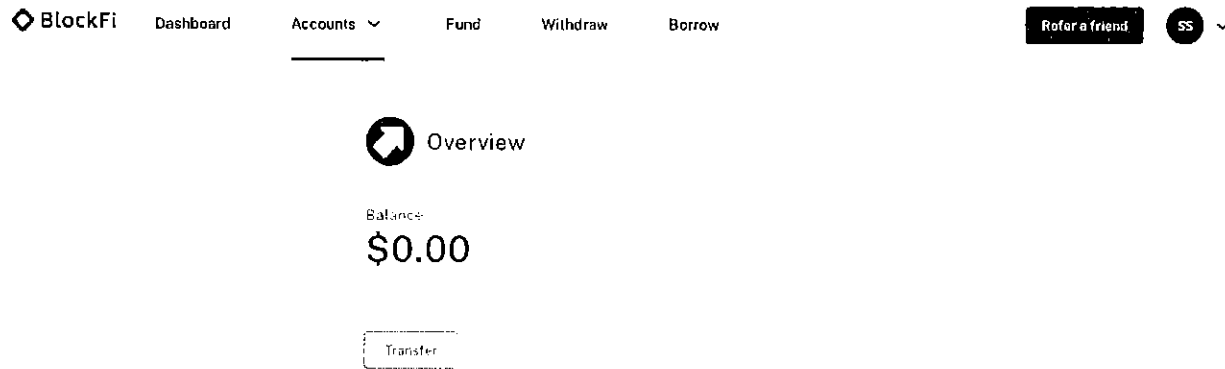 BlockFi Dashboard Accounts Fund Withdraw Borrow Refer a friend SS
Overview
Balance
$0.00
Transfer